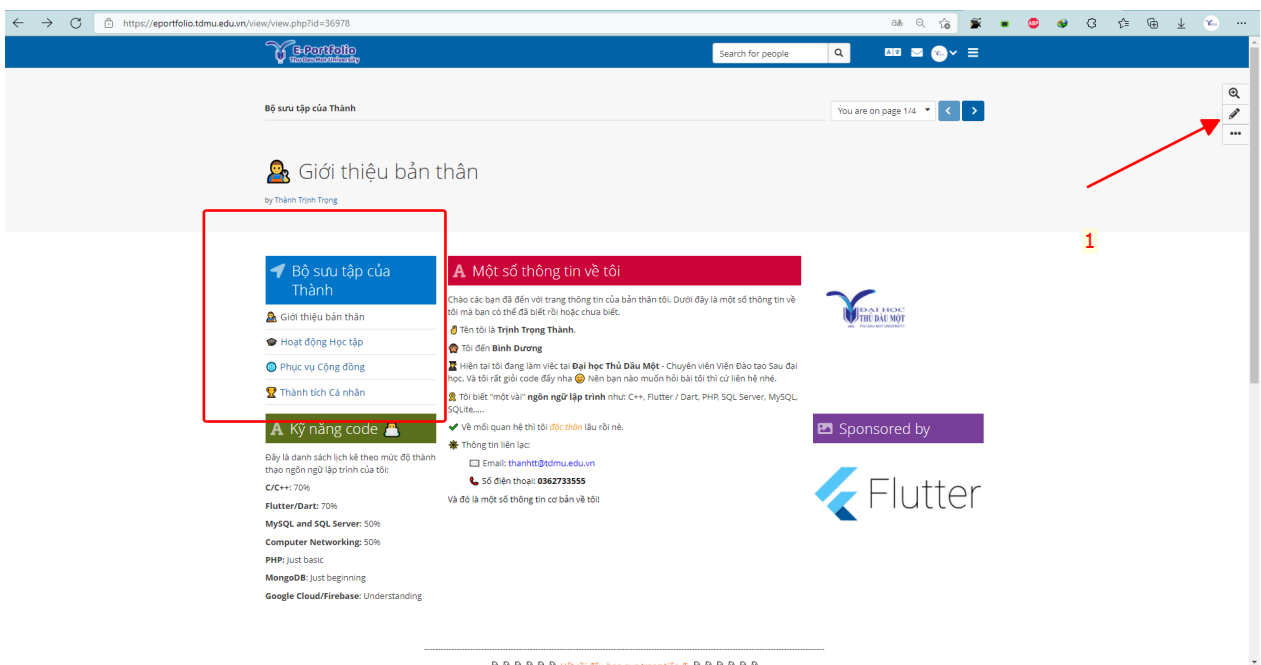 https://eportfolio.tdmu.edu.vn/view/view.php?id=36978
E-Portfolio
Thu Dau Mot University
Search for people
Bộ sưu tập của Thành
You are on page 1/4
Giới thiệu bản thân
by Thành Trịnh Trọng
1
Bộ sưu tập của
Thành
Giới thiệu bản thân
Hoạt động Học tập
Phục vụ Cộng đồng
Thành tích Cá nhân
A Kỹ năng code
Đây là danh sách lịch kê theo mức độ thành
thạo ngôn ngữ lập trình của tôi:
C/C++: 70%
Flutter/Dart: 70%
MySQL and SQL Server: 50%
Computer Networking: 50%
PHP: Just basic
MongoDB: Just beginning
Google Cloud/Firebase: Understanding
A Một số thông tin về tôi
Chào các bạn đã đến với trang thông tin của bản thân tôi. Dưới đây là một số thông tin về
tôi mà bạn có thể đã biết rồi hoặc chưa biết.
Tên tôi là Trịnh Trọng Thành.
Tôi đến Bình Dương
Hiện tại tôi đang làm việc tại Đại học Thủ Dầu Một - Chuyên viên Viên Đào tạo Sau đại
học. Và tôi rất giỏi code đấy nha Nên bạn nào muốn hỏi bài tôi thì cứ liên hệ nhé.
Tôi biết "một vài" ngôn ngữ lập trình như: C++, Flutter / Dart, PHP, SQL Server, MySQL,
SQLite,....
Về mối quan hệ thì tôi độc thân lâu rồi nè.
Thông tin liên lạc:
Email: thanhtt@tdmu.edu.vn
Số điện thoại: 0362733555
Và đó là một số thông tin cơ bản về tôi!
ĐẠI HỌC
THỦ DẦU MỘT
THU DAU MOT UNIVERSITY
Sponsored by
Flutter